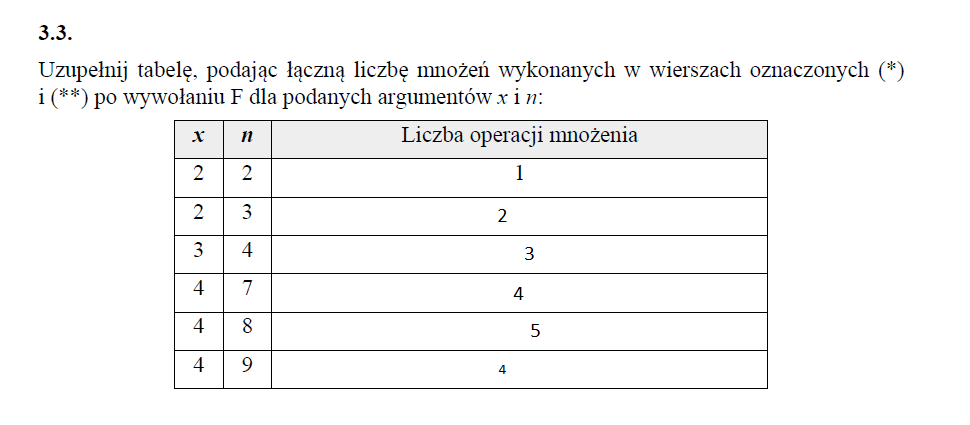 3.3.
Uzupełnij tabelę, podając łączną liczbę mnożeń wykonanych w wierszach oznaczonych (*)
i (**) po wywołaniu F dla podanych argumentów x i n:
x n Liczba operacji mnożenia
2 2 1
2 3 2
3 4 3
4 7 4
4 8 5
4 9 4